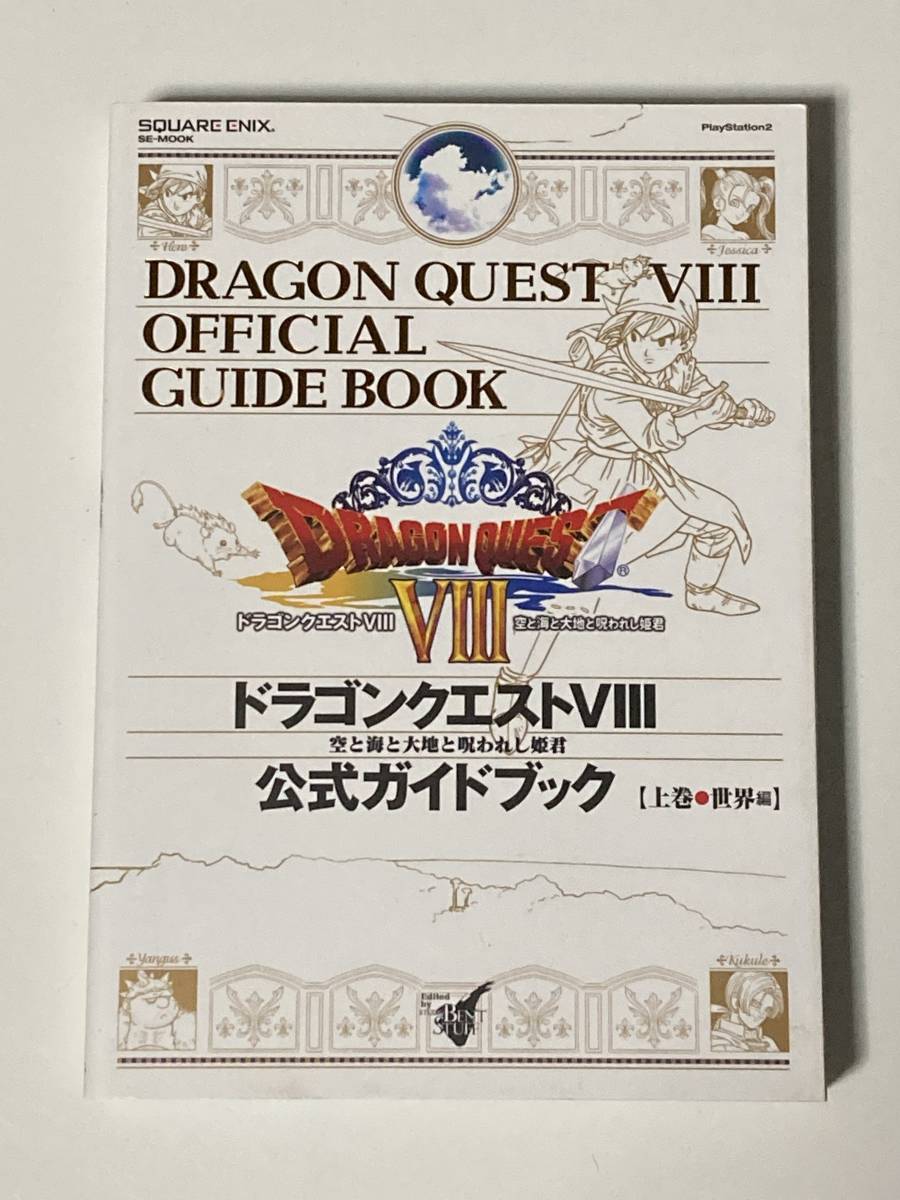 SQUARE ENIX®
SE-MOOK
PlayStation2
Hero
Jessica
DRAGON QUEST VIII
OFFICIAL
GUIDE BOOK
DRAGON QUEST®
VIII
ドラゴンクエストVIII
空と海と大地と呪われし姫君
ドラゴンクエストVIII
空と海と大地と呪われし姫君
公式ガイドブック
【上巻●世界編】
Yangus
Kukule
Edited
by
STUDIO
BENT
STUFF